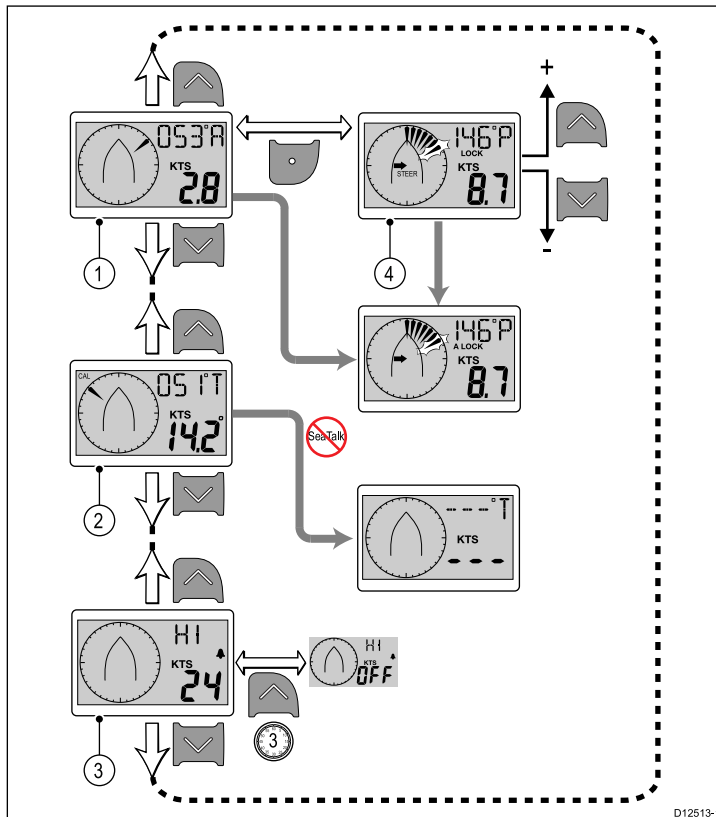 053°A
KTS
2.8
1
146°P
LOCK
STEER
KTS
8.7
4
+
-
146°P
A LOCK
KTS
8.7
CAL
051°T
KTS
14.2°
2
SeaTalk
---°T
KTS
---
HI
KTS
24
3
HI
KTS
OFF
3
D12513-